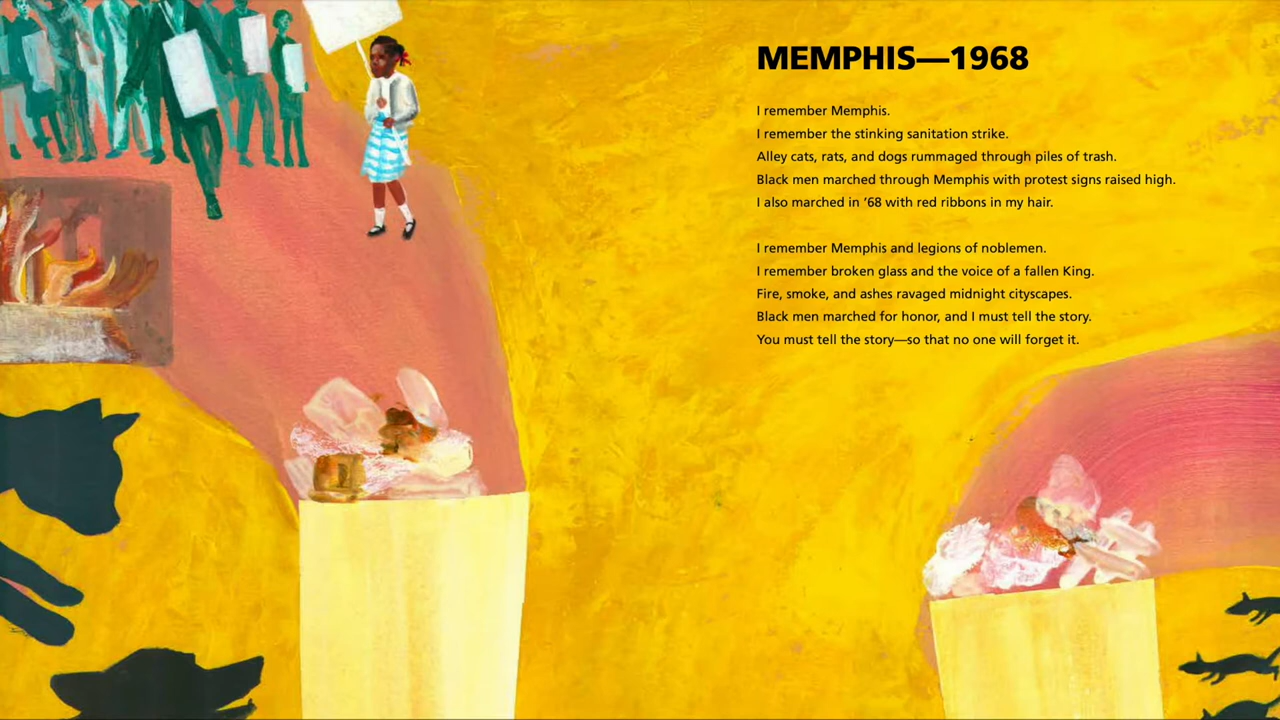 MEMPHIS—1968
I remember Memphis.
I remember the stinking sanitation strike.
Alley cats, rats, and dogs rummaged through piles of trash.
Black men marched through Memphis with protest signs raised high.
I also marched in ’68 with red ribbons in my hair.
I remember Memphis and legions of noblemen.
I remember broken glass and the voice of a fallen King.
Fire, smoke, and ashes ravaged midnight cityscapes.
Black men marched for honor, and I must tell the story.
You must tell the story—so that no one will forget it.